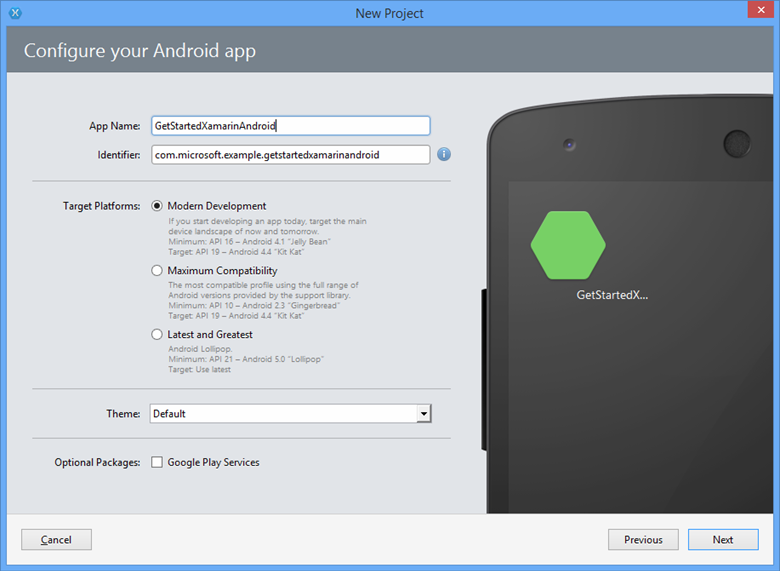 New Project
Configure your Android app
App Name: GetStartedXamarinAndroid
Identifier: com.microsoft.example.getstartedxamarinandroid
Target Platforms: Modern Development
If you start developing an app today, target the main
device landscape of now and tomorrow.
Minimum: API 16 – Android 4.1 "Jelly Bean"
Target: API 19 – Android 4.4 "Kit Kat"
Maximum Compatibility
The most compatible profile using the full range of
Android versions provided by the support library.
Minimum: API 10 – Android 2.3 "Gingerbread"
Target: API 19 – Android 4.4 "Kit Kat"
Latest and Greatest
Android Lollipop.
Minimum: API 21 – Android 5.0 "Lollipop"
Target: Use latest
Theme: Default
Optional Packages: Google Play Services
GetStartedX...
Cancel
Previous
Next